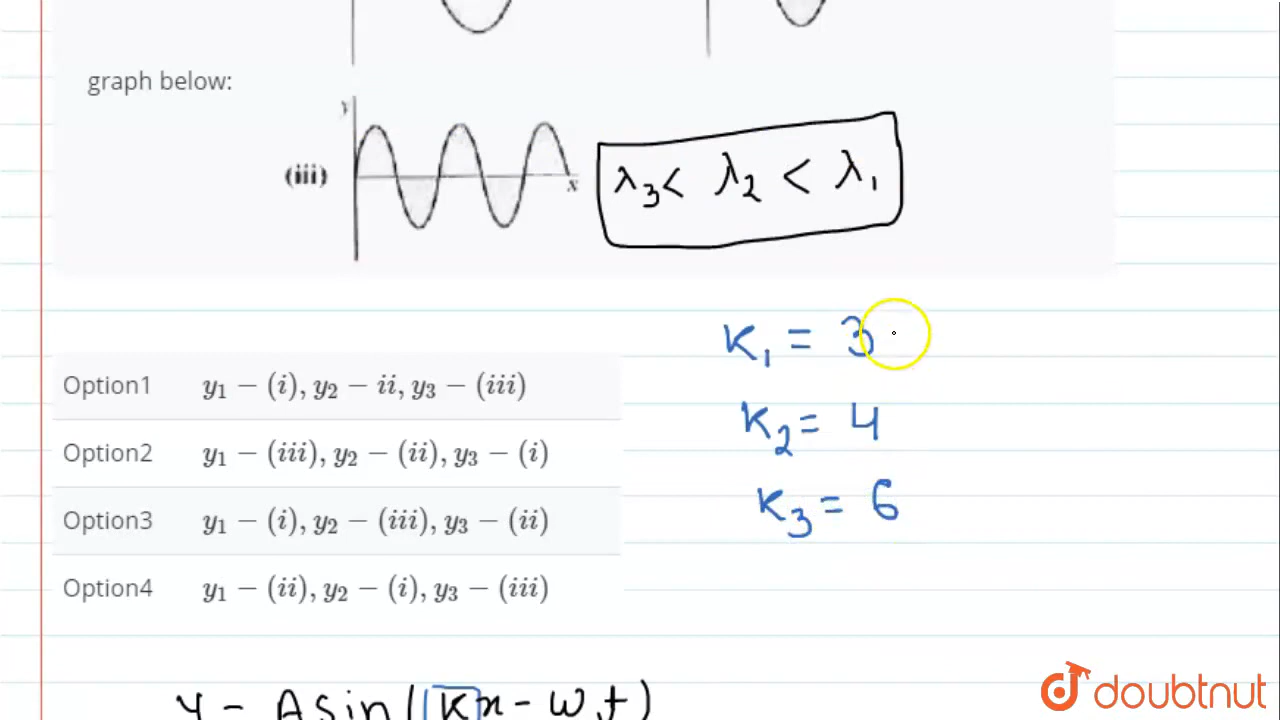 graph below:
y
(iii)
x
λ₃ < λ₂ < λ₁
K₁ = 3
K₂ = 4
K₃ = 6
Option1 y₁ − (i), y₂ − ii, y₃ − (iii)
Option2 y₁ − (iii), y₂ − (ii), y₃ − (i)
Option3 y₁ − (i), y₂ − (iii), y₃ − (ii)
Option4 y₁ − (ii), y₂ − (i), y₃ − (iii)
y = A sin(Kx − ωt)
doubtnut